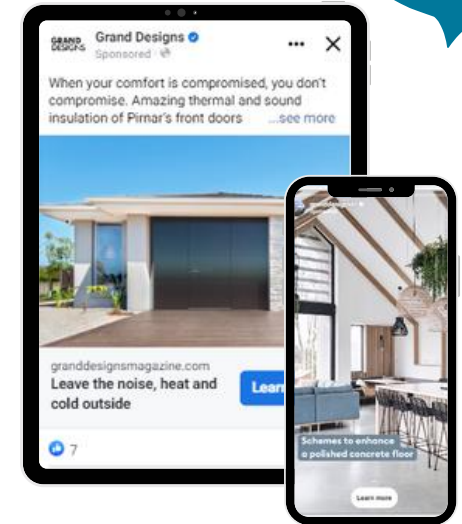 GRAND DESIGNS
Grand Designs
Sponsored
When your comfort is compromised, you don't
compromise. Amazing thermal and sound
insulation of Pirnar's front doors ...see more
granddesignsmagazine.com
Leave the noise, heat and
cold outside
Lear
7
Schemes to enhance
a polished concrete floor
Learn more